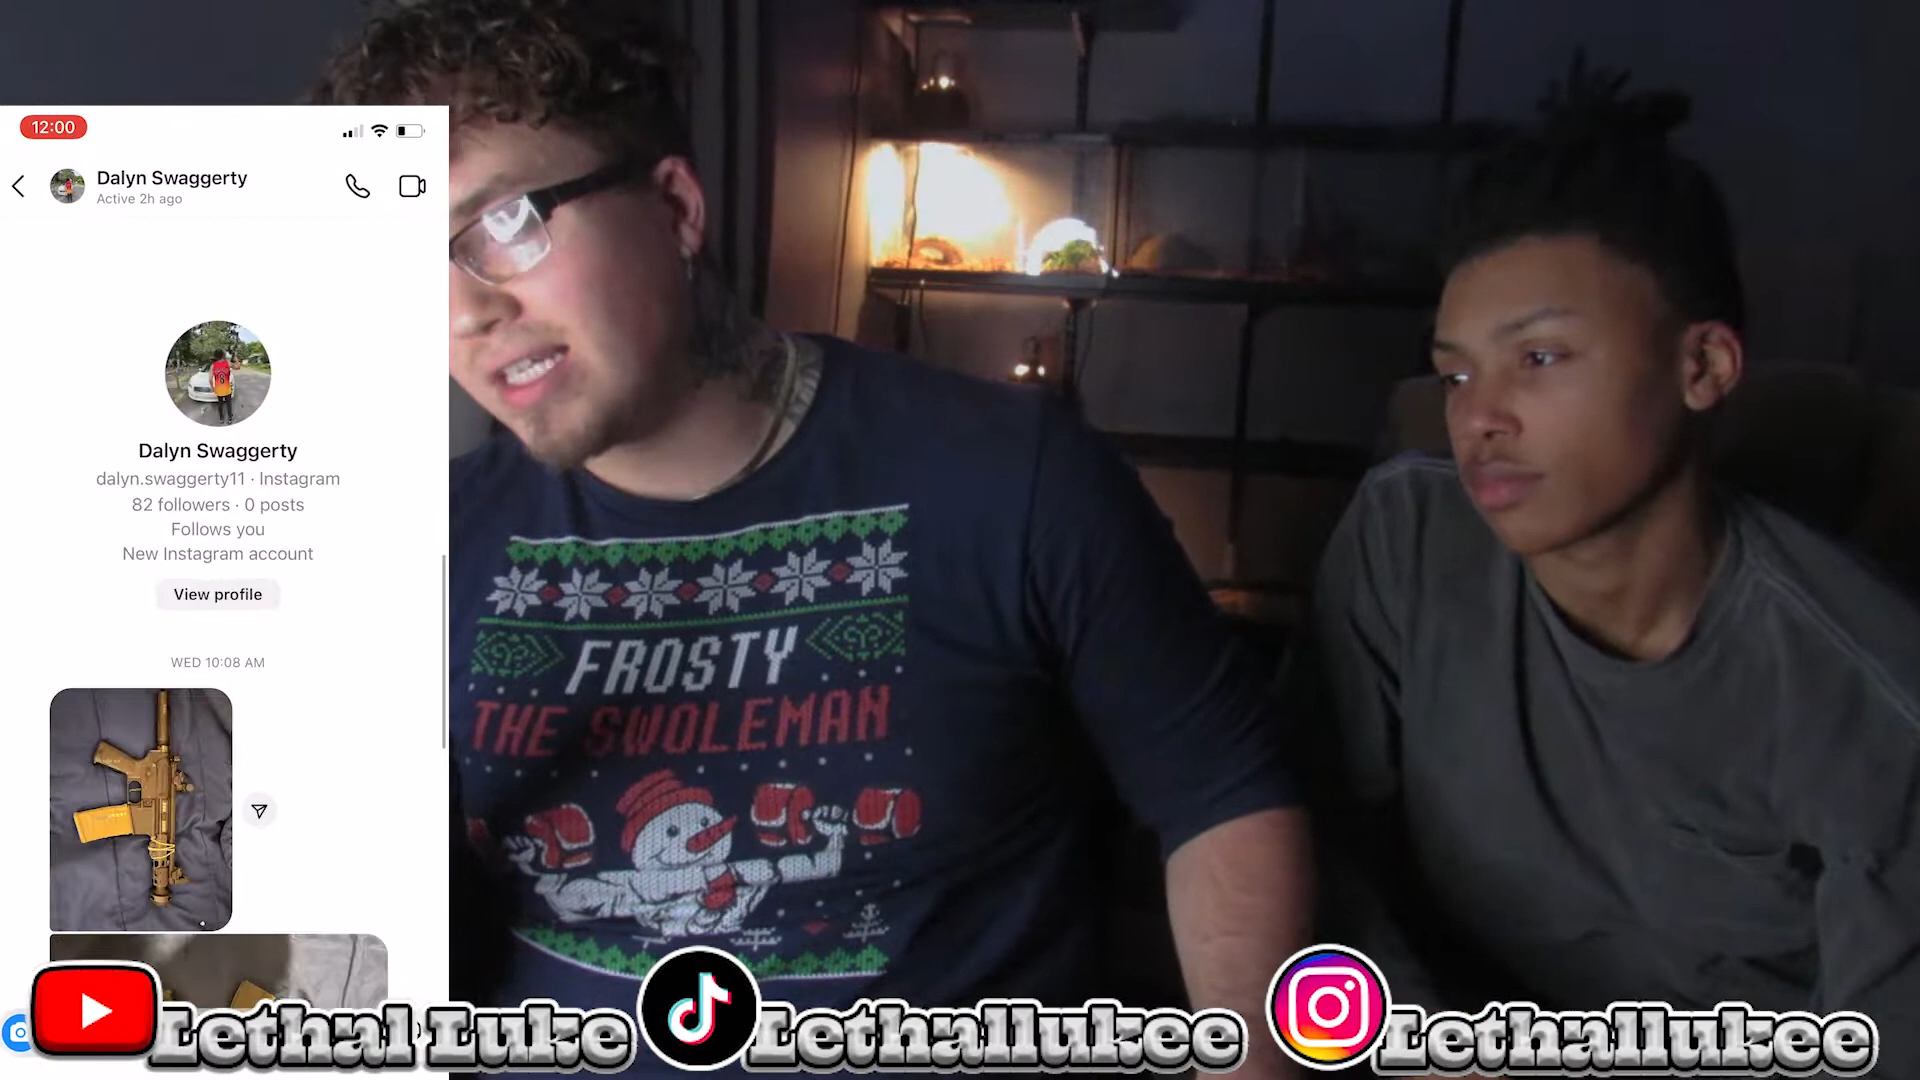 12:00
Dalyn Swaggerty
Active 2h ago
Dalyn Swaggerty
dalyn.swaggerty11 · Instagram
82 followers · 0 posts
Follows you
New Instagram account
View profile
WED 10:08 AM
FROSTY
THE SWOLEMAN
Lethal Luke
Lethallukee
Lethallukee